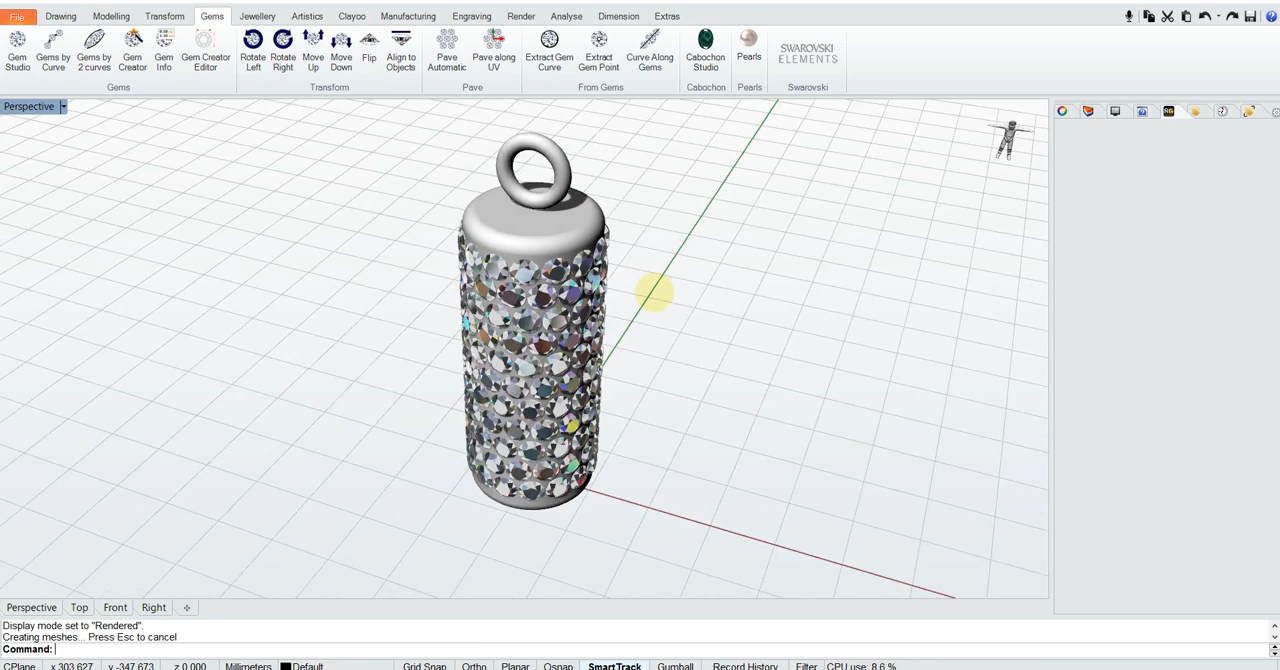 File Drawing Modelling Transform Gems Jewellery Artistics Clayoo Manufacturing Engraving Render Analyse Dimension Extras
Gem Studio
Gems by Curve
Gems by 2 curves
Gem Creator
Gem Info
Gem Creator Editor
Rotate Left
Rotate Right
Move Up
Move Down
Flip
Align to Objects
Pave Automatic
Pave along UV
Extract Gem Curve
Extract Gem Point
Curve Along Gems
Cabochon Studio
Pearls
SWAROVSKI
ELEMENTS
Gems Transform Pave From Gems Cabochon Pearls Swarovski
Perspective
RG
Perspective Top Front Right
Display mode set to "Rendered".
Creating meshes... Press Esc to cancel
Command:
CPlane x 303.627 y -347.673 z 0.000 Millimeters Default Grid Snap Ortho Planar Osnap SmartTrack Gumball Record History Filter CPU use: 8.6 %